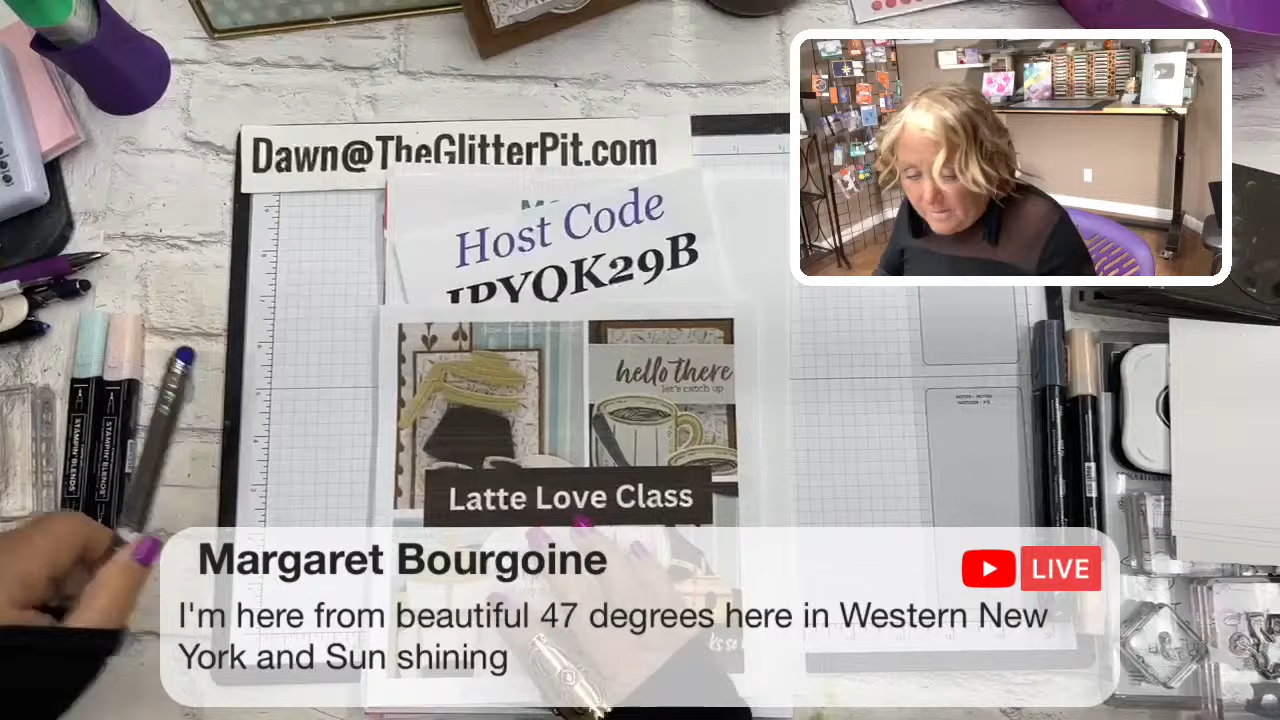 Dawn@TheGlitterPit.com
Host Code
JPYQK29B
hello there
let's catch up
Latte Love Class
STAMPIN' BLENDS
STAMPIN' BLENDS
Margaret Bourgoine
LIVE
I'm here from beautiful 47 degrees here in Western New
York and Sun shining